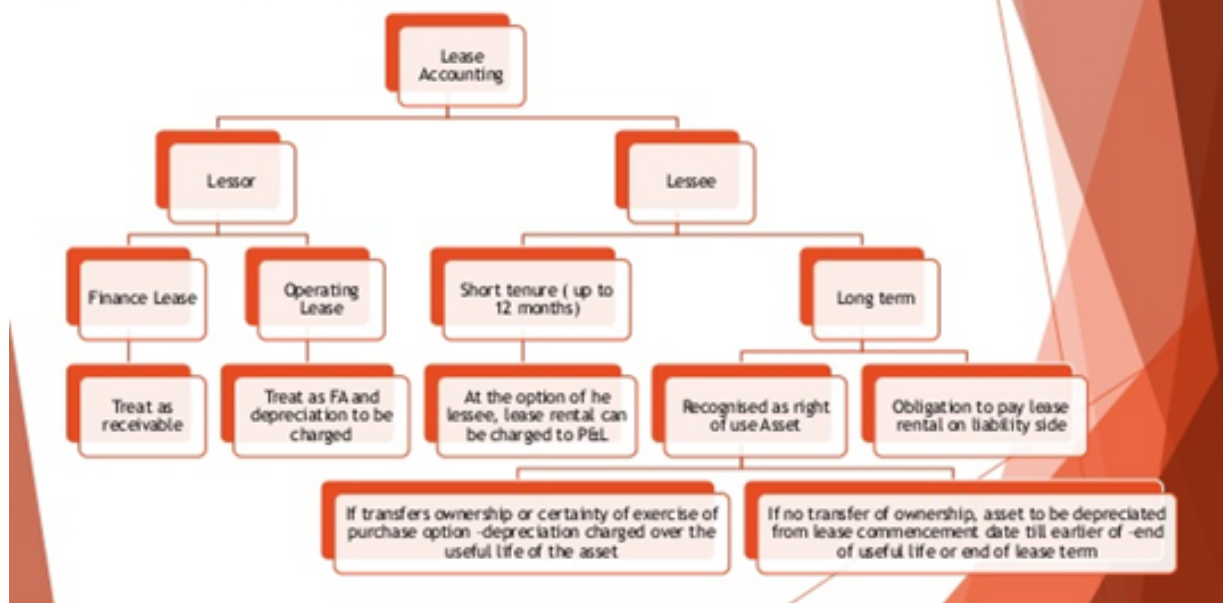 Lease
Accounting
Lessor
Lessee
Finance Lease
Operating
Lease
Short tenure ( up to
12 months)
Long term
Treat as
receivable
Treat as FA and
depreciation to be
charged
At the option of he
lessee, lease rental can
be charged to P&L
Recognised as right
of use Asset
Obligation to pay lease
rental on liability side
If transfers ownership or certainty of exercise of
purchase option -depreciation charged over the
useful life of the asset
If no transfer of ownership, asset to be depreciated
from lease commencement date till earlier of -end
of useful life or end of lease term